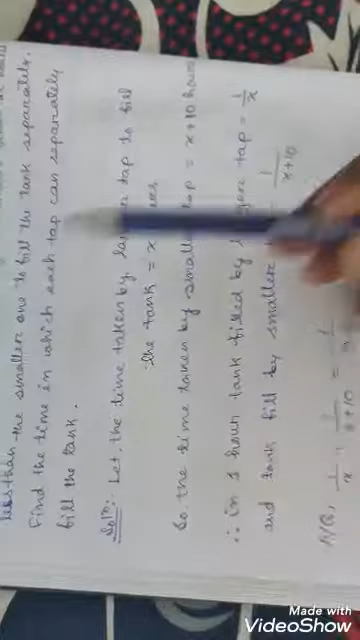 less than the smaller one to fill the tank separately.
Find the time in which each tap can separately
fill the tank.
Solⁿ:- Let, the time taken by tap to fill
the tank = x
So, the time taken by smaller = x+10 hours
∴ in 1 hour tank filled by tap = 1/x
and tank fill by smaller 1/x+10
1/x + 1/x+10 =
Made with
VideoShow